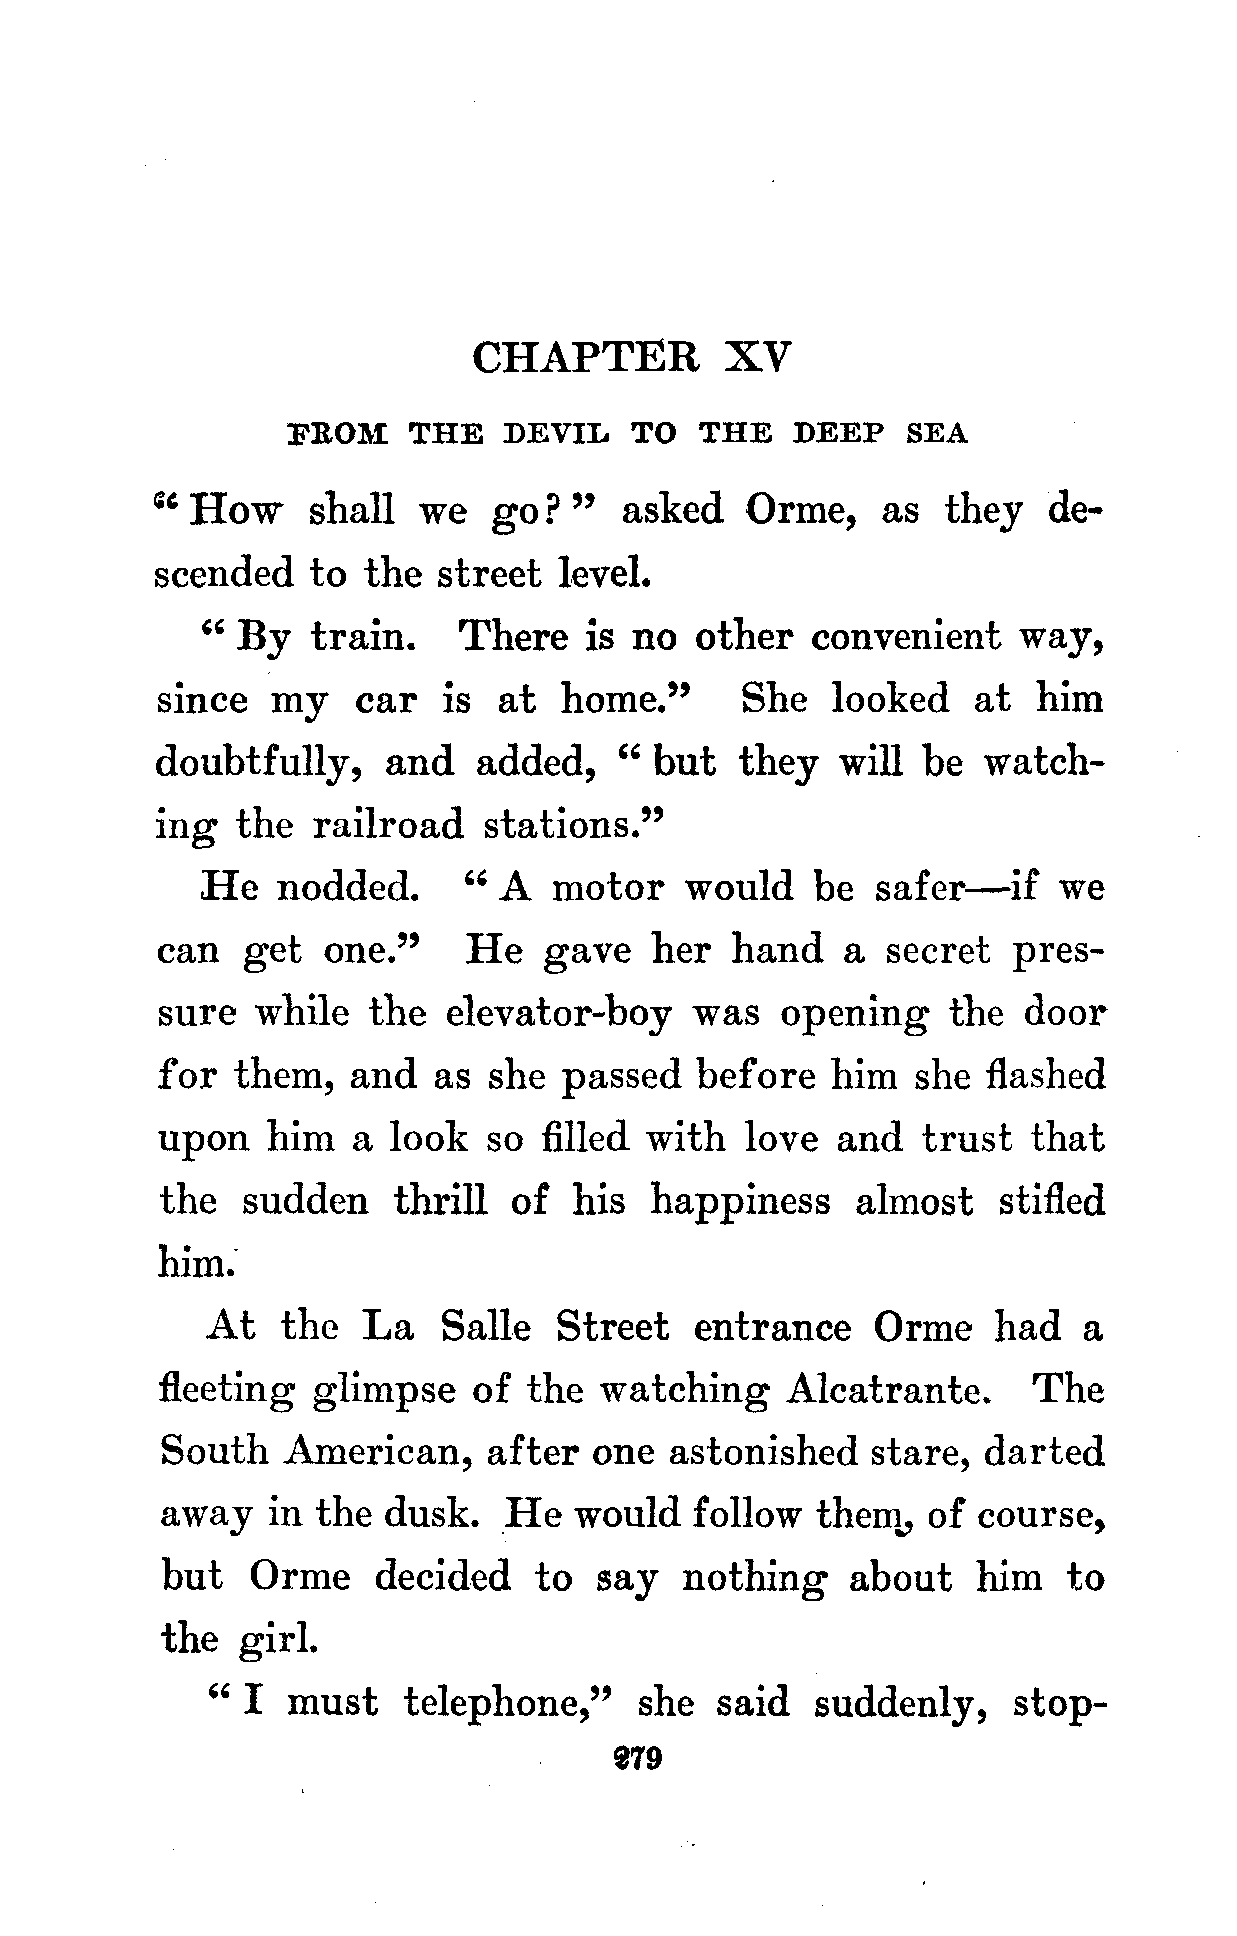 CHAPTER XV
FROM THE DEVIL TO THE DEEP SEA
“ How shall we go? ” asked Orme, as they de-
scended to the street level.
“ By train. There is no other convenient way,
since my car is at home.” She looked at him
doubtfully, and added, “ but they will be watch-
ing the railroad stations.”
He nodded. “ A motor would be safer—if we
can get one.” He gave her hand a secret pres-
sure while the elevator-boy was opening the door
for them, and as she passed before him she flashed
upon him a look so filled with love and trust that
the sudden thrill of his happiness almost stifled
him.
At the La Salle Street entrance Orme had a
fleeting glimpse of the watching Alcatrante. The
South American, after one astonished stare, darted
away in the dusk. He would follow them, of course,
but Orme decided to say nothing about him to
the girl.
“ I must telephone,” she said suddenly, stop-
279